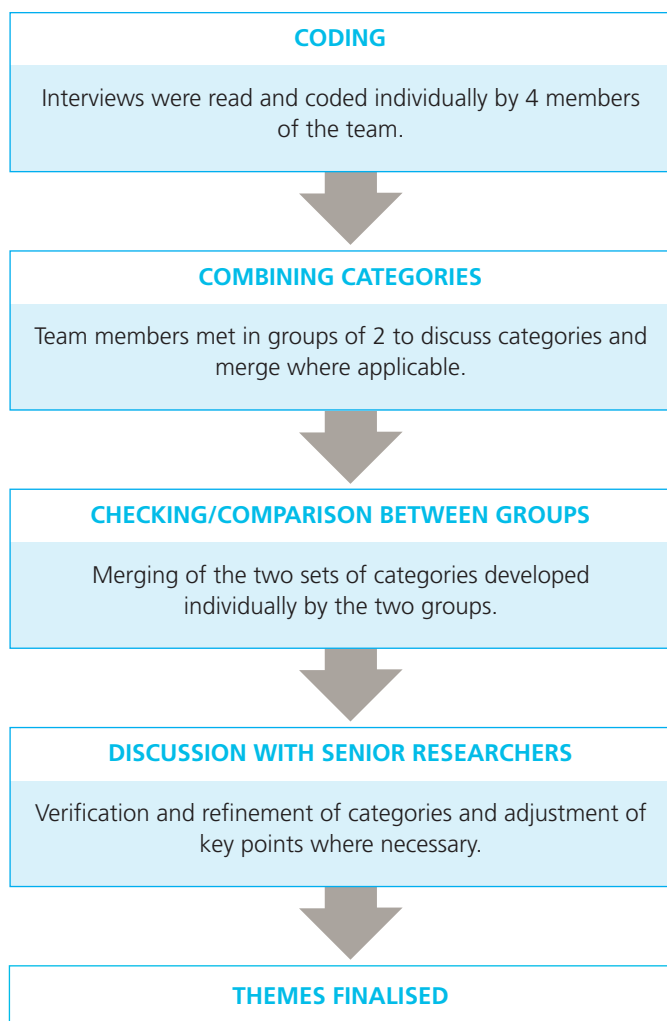 CODING
Interviews were read and coded individually by 4 members
of the team.
COMBINING CATEGORIES
Team members met in groups of 2 to discuss categories and
merge where applicable.
CHECKING/COMPARISON BETWEEN GROUPS
Merging of the two sets of categories developed
individually by the two groups.
DISCUSSION WITH SENIOR RESEARCHERS
Verification and refinement of categories and adjustment of
key points where necessary.
THEMES FINALISED